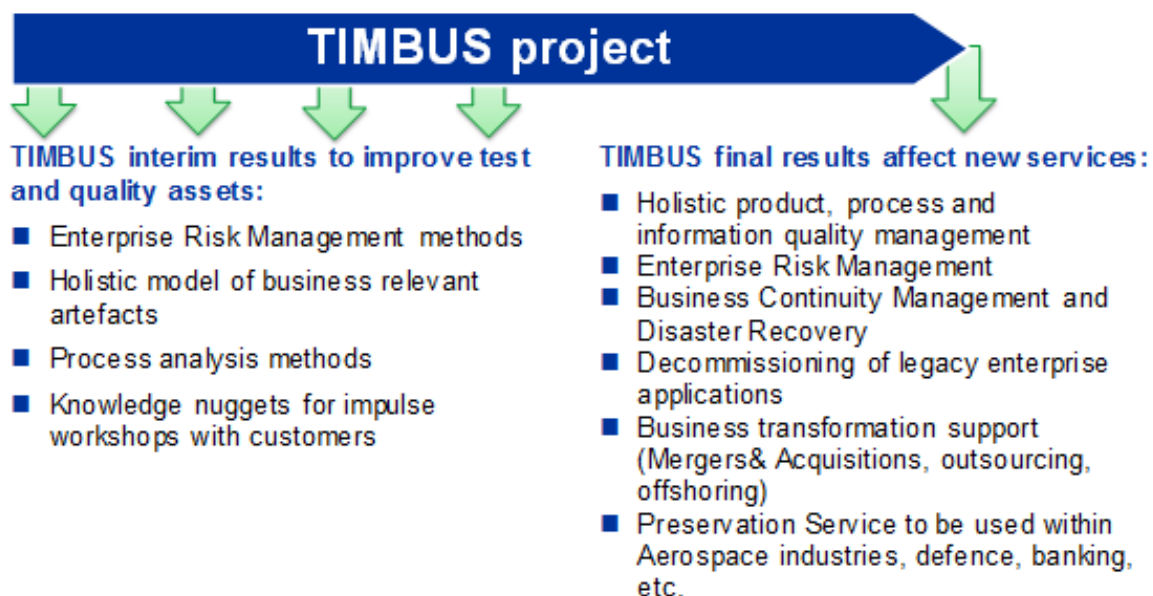 TIMBUS project
TIMBUS interim results to improve test
and quality assets:
Enterprise Risk Management methods
Holistic model of business relevant
artefacts
Process analysis methods
Knowledge nuggets for impulse
workshops with customers
TIMBUS final results affect new services:
Holistic product, process and
information quality management
Enterprise Risk Management
Business Continuity Management and
Disaster Recovery
Decommissioning of legacy enterprise
applications
Business transformation support
(Mergers& Acquisitions, outsourcing,
offshoring)
Preservation Service to be used within
Aerospace industries, defence, banking,
etc.